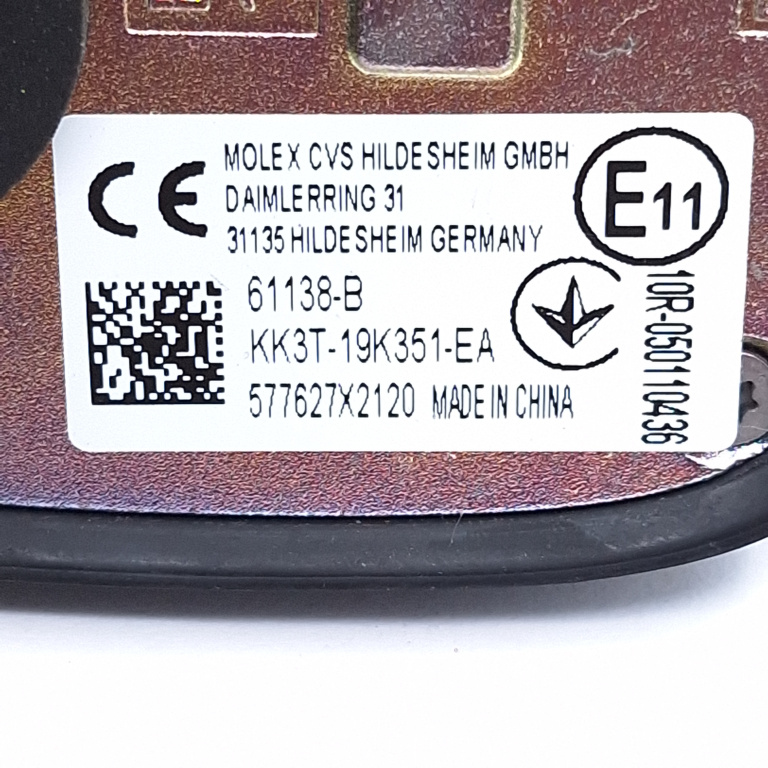 CE
MOLEX CVS HILDESHEIM GMBH
DAIMLERRING 31
31135 HILDESHEIM GERMANY
E11
61138-B
KK3T-19K351-EA
577627X2120 MADE IN CHINA
10R-050110436